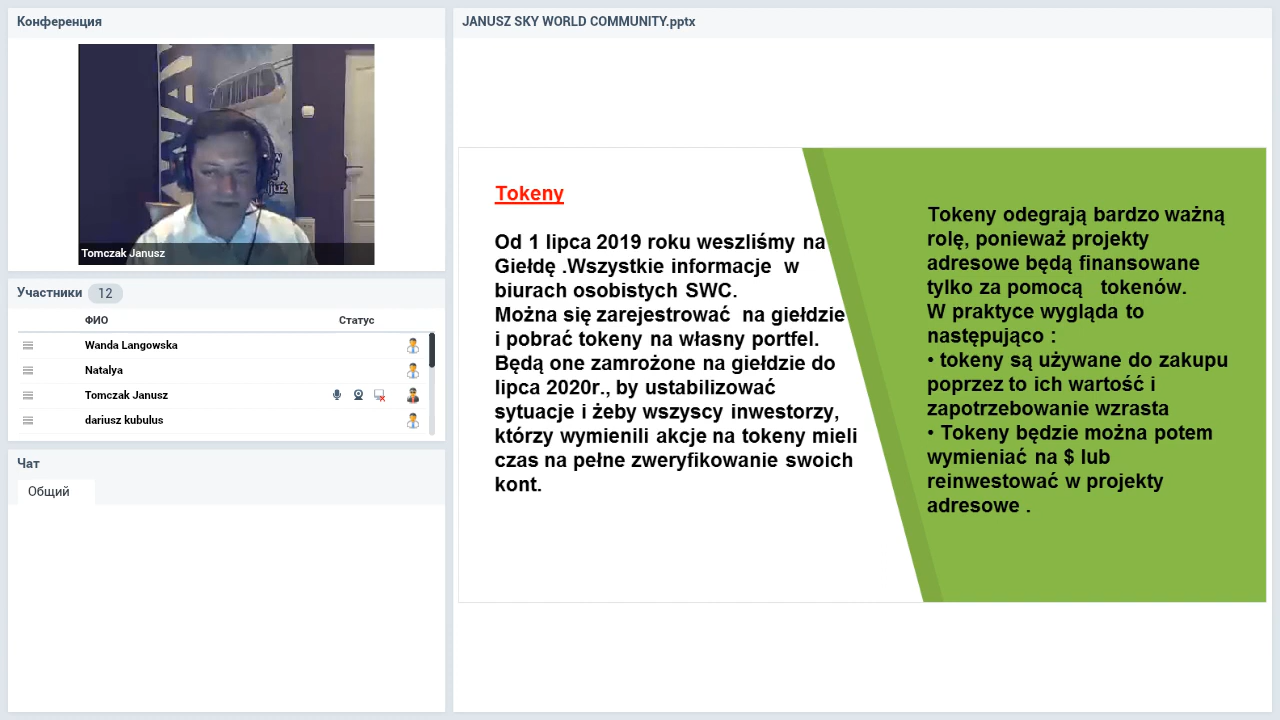 Конференция
Tomczak Janusz
już
Участники 12
ФИО Статус
Wanda Langowska
Natalya
Tomczak Janusz
dariusz kubulus
Чат
Общий
JANUSZ SKY WORLD COMMUNITY.pptx
Tokeny
Od 1 lipca 2019 roku weszliśmy na
Giełdę .Wszystkie informacje w
biurach osobistych SWC.
Można się zarejestrować na giełdzie
i pobrać tokeny na własny portfel.
Będą one zamrożone na giełdzie do
lipca 2020r., by ustabilizować
sytuacje i żeby wszyscy inwestorzy,
którzy wymienili akcje na tokeny mieli
czas na pełne zweryfikowanie swoich
kont.
Tokeny odegrają bardzo ważną
rolę, ponieważ projekty
adresowe będą finansowane
tylko za pomocą tokenów.
W praktyce wygląda to
następująco :
• tokeny są używane do zakupu
poprzez to ich wartość i
zapotrzebowanie wzrasta
• Tokeny będzie można potem
wymieniać na $ lub
reinwestować w projekty
adresowe .